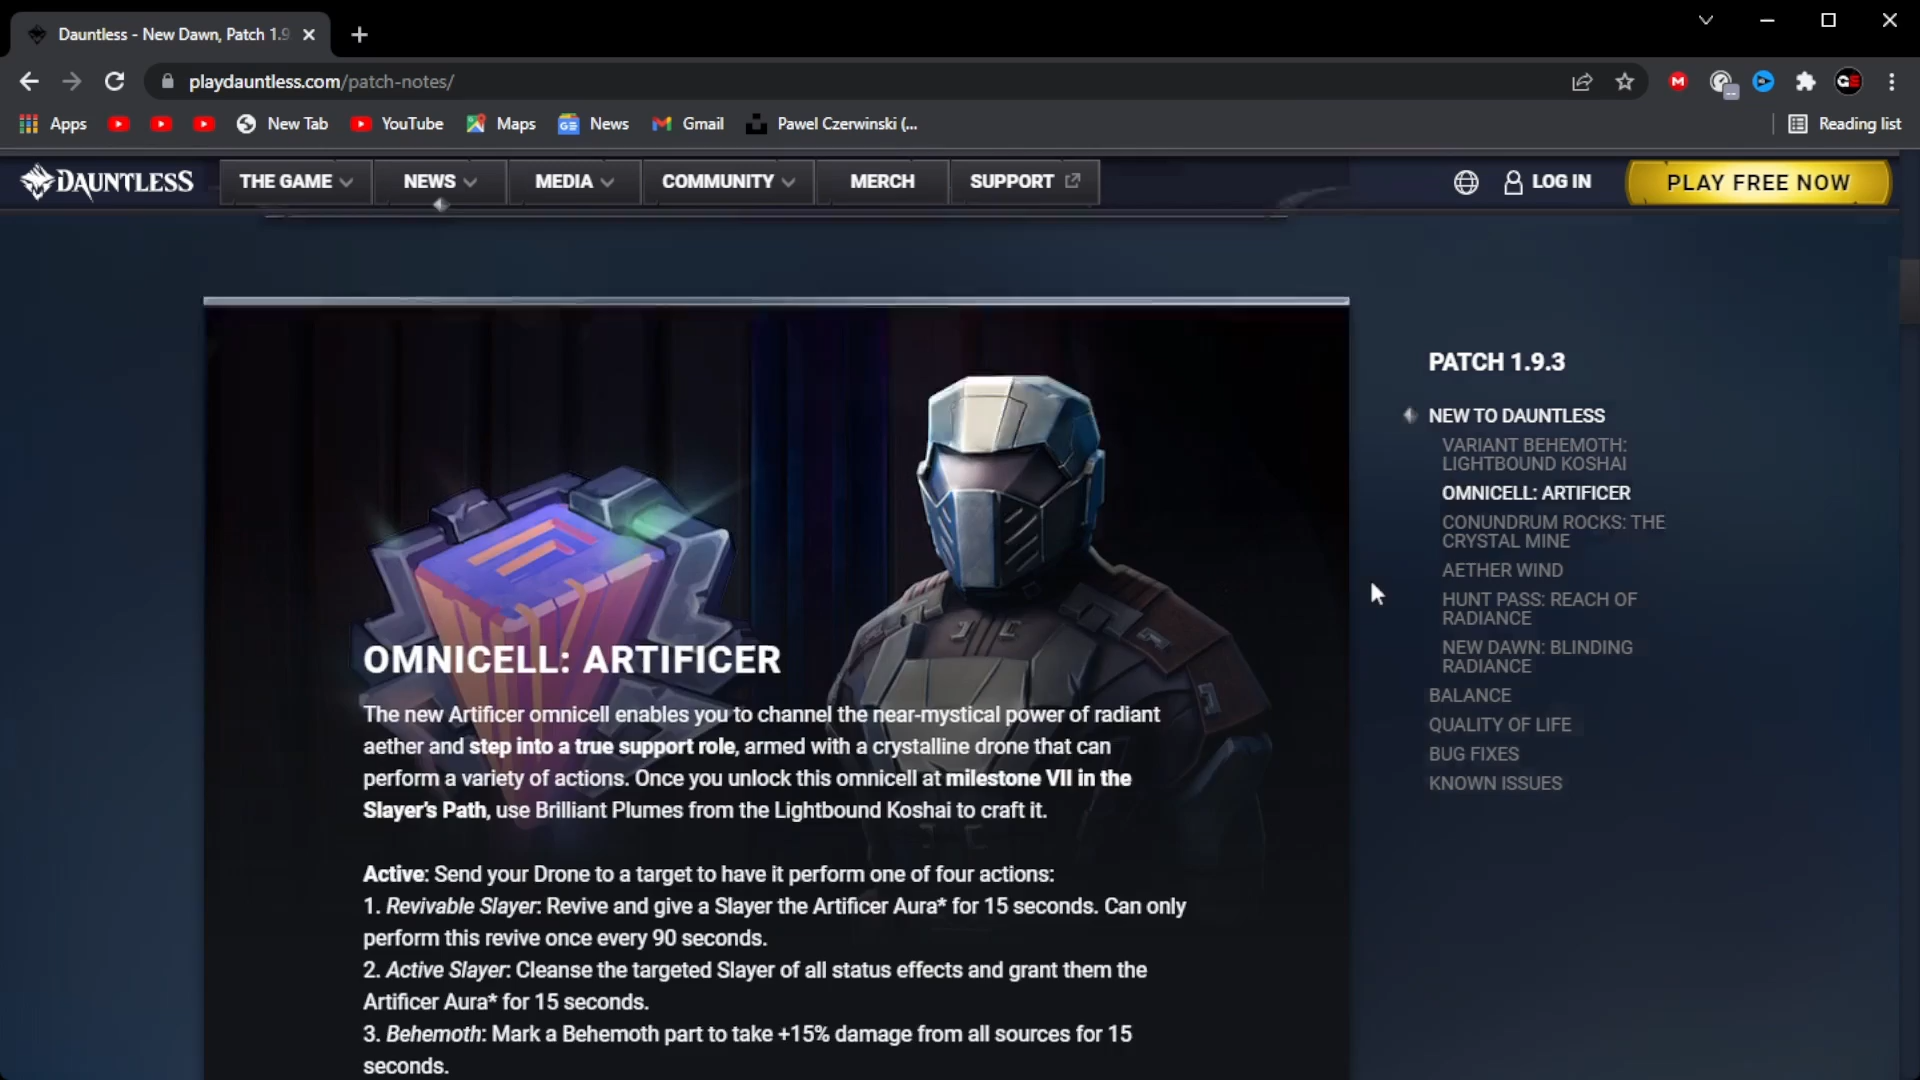 Dauntless - New Dawn, Patch 1.9
playdauntless.com/patch-notes/
Apps
New Tab
YouTube
Maps
News
Gmail
Pawel Czerwinski (...
Reading list
DAUNTLESS
THE GAME
NEWS
MEDIA
COMMUNITY
MERCH
SUPPORT
LOG IN
PLAY FREE NOW
OMNICELL: ARTIFICER
The new Artificer omnicell enables you to channel the near-mystical power of radiant
aether and step into a true support role, armed with a crystalline drone that can
perform a variety of actions. Once you unlock this omnicell at milestone VII in the
Slayer's Path, use Brilliant Plumes from the Lightbound Koshai to craft it.
Active: Send your Drone to a target to have it perform one of four actions:
1. Revivable Slayer: Revive and give a Slayer the Artificer Aura* for 15 seconds. Can only
perform this revive once every 90 seconds.
2. Active Slayer: Cleanse the targeted Slayer of all status effects and grant them the
Artificer Aura* for 15 seconds.
3. Behemoth: Mark a Behemoth part to take +15% damage from all sources for 15
seconds.
PATCH 1.9.3
NEW TO DAUNTLESS
VARIANT BEHEMOTH:
LIGHTBOUND KOSHAI
OMNICELL: ARTIFICER
CONUNDRUM ROCKS: THE
CRYSTAL MINE
AETHER WIND
HUNT PASS: REACH OF
RADIANCE
NEW DAWN: BLINDING
RADIANCE
BALANCE
QUALITY OF LIFE
BUG FIXES
KNOWN ISSUES